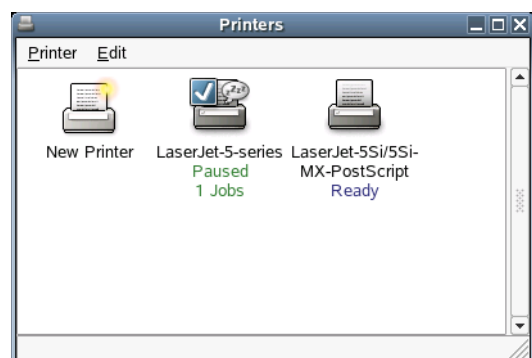 Printers
Printer Edit
New Printer
LaserJet-5-series
Paused
1 Jobs
LaserJet-5Si/5Si-
MX-PostScript
Ready